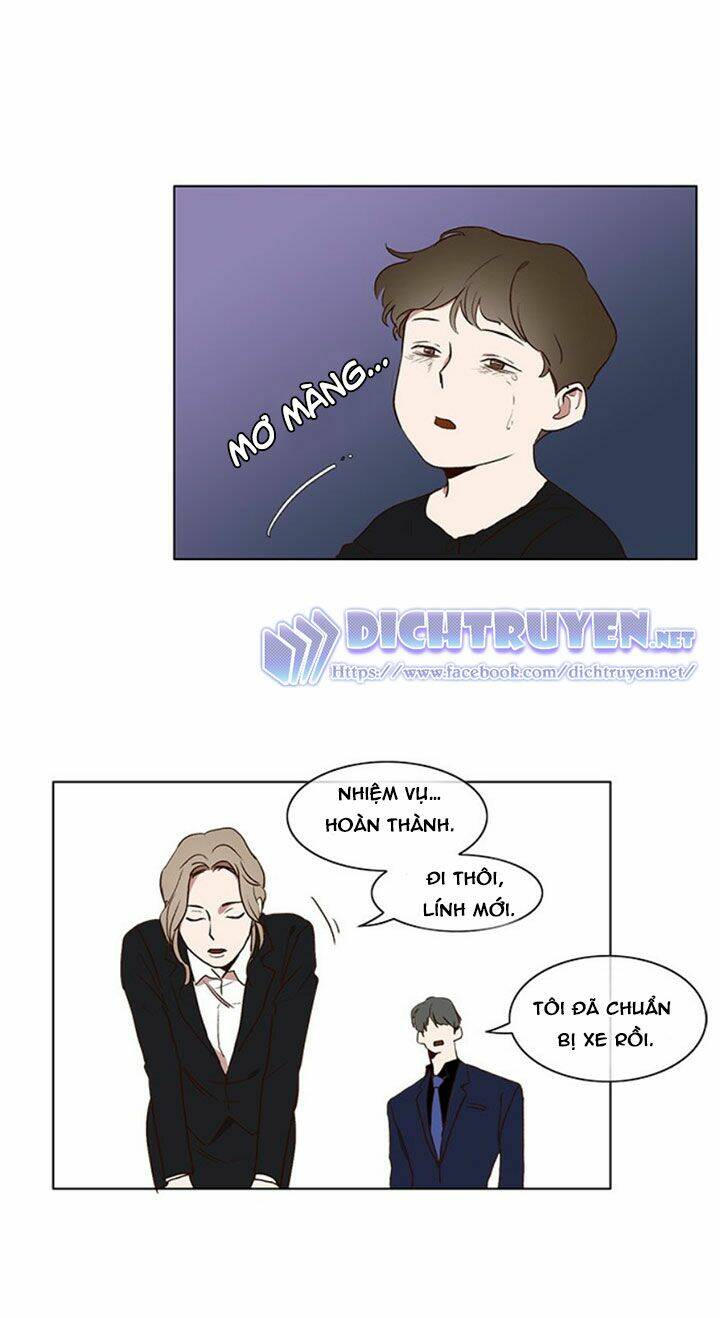 MƠ MÀNG...
DICHTRUYEN.NET
Https://www.facebook.com/dichtruyen.net/
NHIỆM VỤ...
HOÀN THÀNH.
ĐI THÔI,
LÍNH MỚI.
TÔI ĐÃ CHUẨN
BỊ XE RỒI.